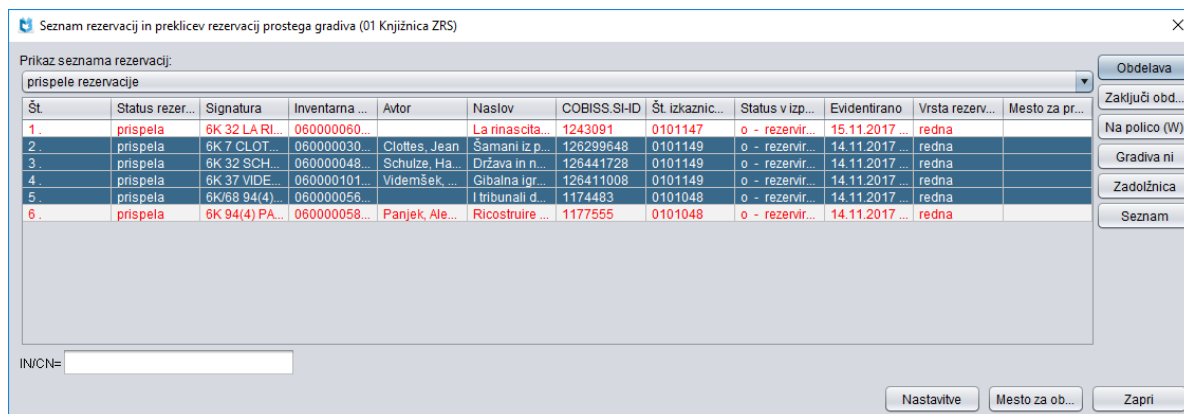 Seznam rezervacij in preklicev rezervacij prostega gradiva (01 Knjižnica ZRS)
Prikaz seznama rezervacij:
prispele rezervacije
Št. Status rezer... Signatura Inventarna ... Avtor Naslov COBISS.SI-ID Št. izkaznic... Status v izp... Evidentirano Vrsta rezerv... Mesto za pr...
1 . prispela 6K 32 LA RI... 060000060... La rinascita... 1243091 0101147 o - rezervir... 15.11.2017 ... redna
2 . prispela 6K 7 CLOT... 060000030... Clottes, Jean Šamani iz p... 126299648 0101149 o - rezervir... 14.11.2017 ... redna
3 . prispela 6K 32 SCH... 060000048... Schulze, Ha... Država in n... 126441728 0101149 o - rezervir... 14.11.2017 ... redna
4 . prispela 6K 37 VIDE... 060000101... Videmšek, ... Gibalna igr... 126411008 0101149 o - rezervir... 14.11.2017 ... redna
5 . prispela 6K/68 94(4)... 060000056... I tribunali d... 1174483 0101048 o - rezervir... 14.11.2017 ... redna
6 . prispela 6K 94(4) PA... 060000058... Panjek, Ale... Ricostruire ... 1177555 0101048 o - rezervir... 14.11.2017 ... redna
Obdelava
Zaključi obd...
Na polico (W)
Gradiva ni
Zadolžnica
Seznam
IN/CN=
Nastavitve Mesto za ob... Zapri